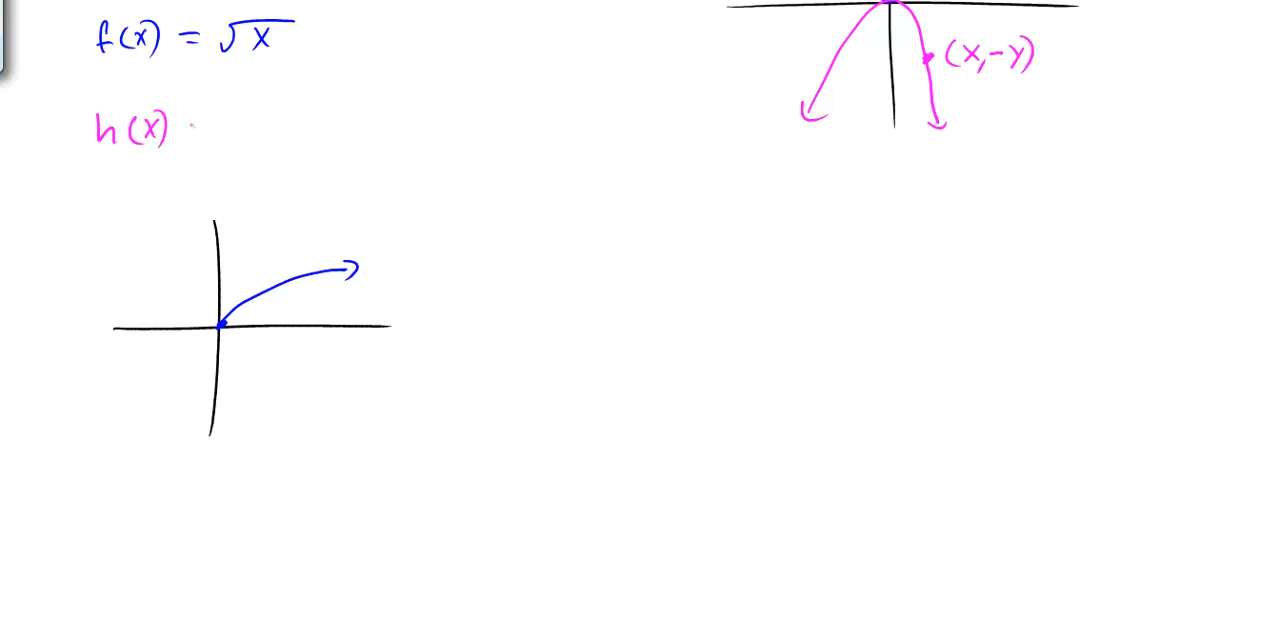 f(x) = √x
(x,-y)
h(x)